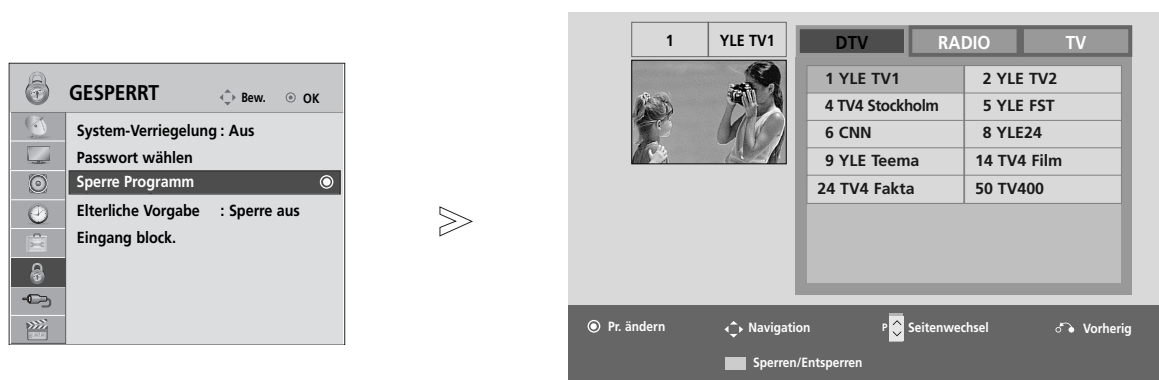 GESPERRT Bew. OK
System-Verriegelung : Aus
Passwort wählen
Sperre Programm
Elterliche Vorgabe : Sperre aus
Eingang block.
1 YLE TV1
DTV RADIO TV
1 YLE TV1 2 YLE TV2
4 TV4 Stockholm 5 YLE FST
6 CNN 8 YLE24
9 YLE Teema 14 TV4 Film
24 TV4 Fakta 50 TV400
Pr. ändern Navigation P Seitenwechsel Vorherig
Sperren/Entsperren